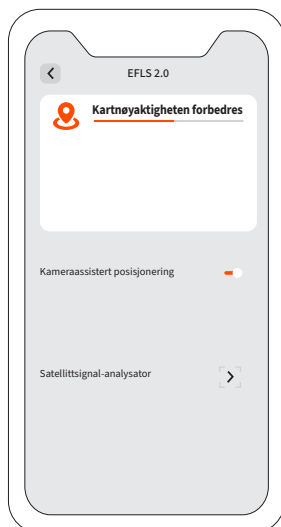 EFLS 2.0
Kartnøyaktigheten forbedres
Kameraassistert posisjonering
Satellittsignal-analysator